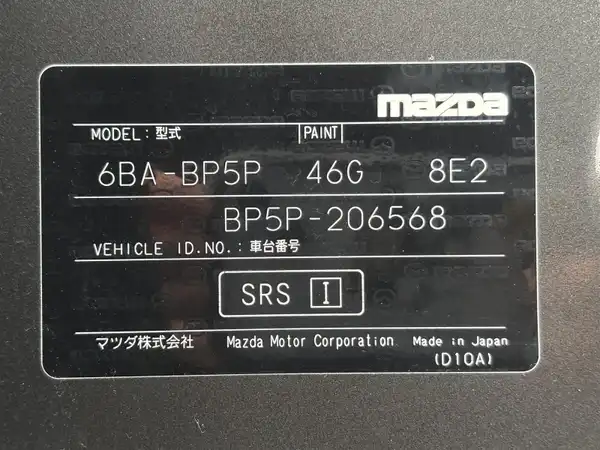 mazda
MODEL: 型式 PAINT
6BA-BP5P 46G 8E2
BP5P-206568
VEHICLE ID.NO.: 車台番号
SRS I
マツダ株式会社 Mazda Motor Corporation Made in Japan
(D10A)